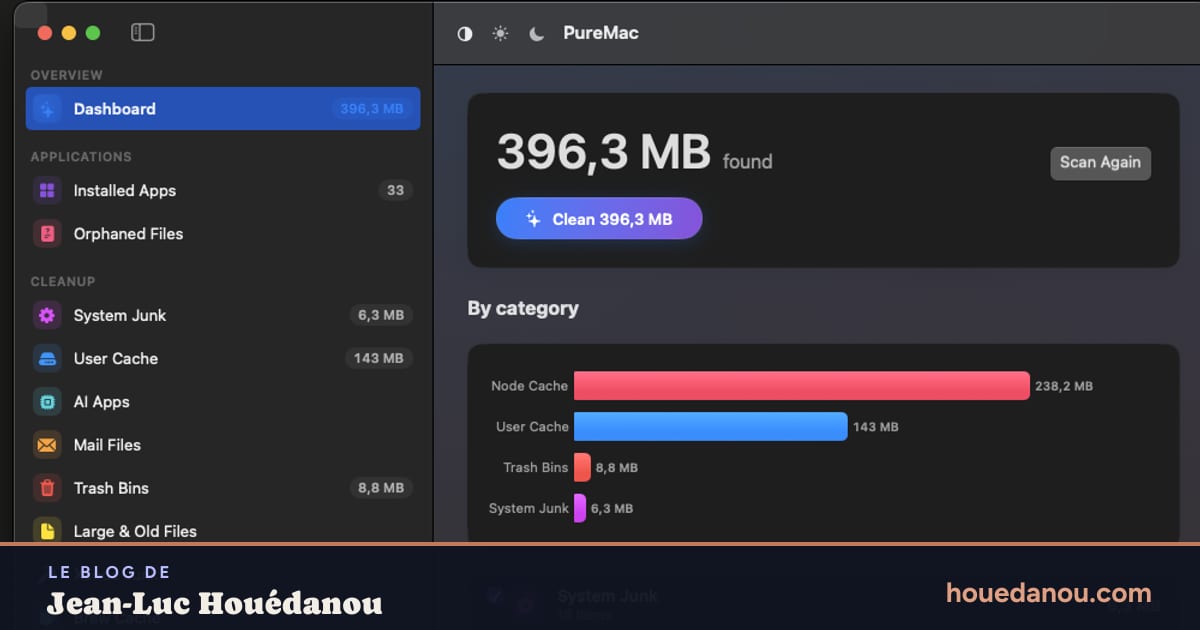 PureMac
OVERVIEW
Dashboard 396,3 MB
APPLICATIONS
Installed Apps 33
Orphaned Files
CLEANUP
System Junk 6,3 MB
User Cache 143 MB
AI Apps
Mail Files
Trash Bins 8,8 MB
Large & Old Files
396,3 MB found
Scan Again
Clean 396,3 MB
By category
Node Cache 238,2 MB
User Cache 143 MB
Trash Bins 8,8 MB
System Junk 6,3 MB
System Junk
LE BLOG DE
Jean-Luc Houédanou
houedanou.com